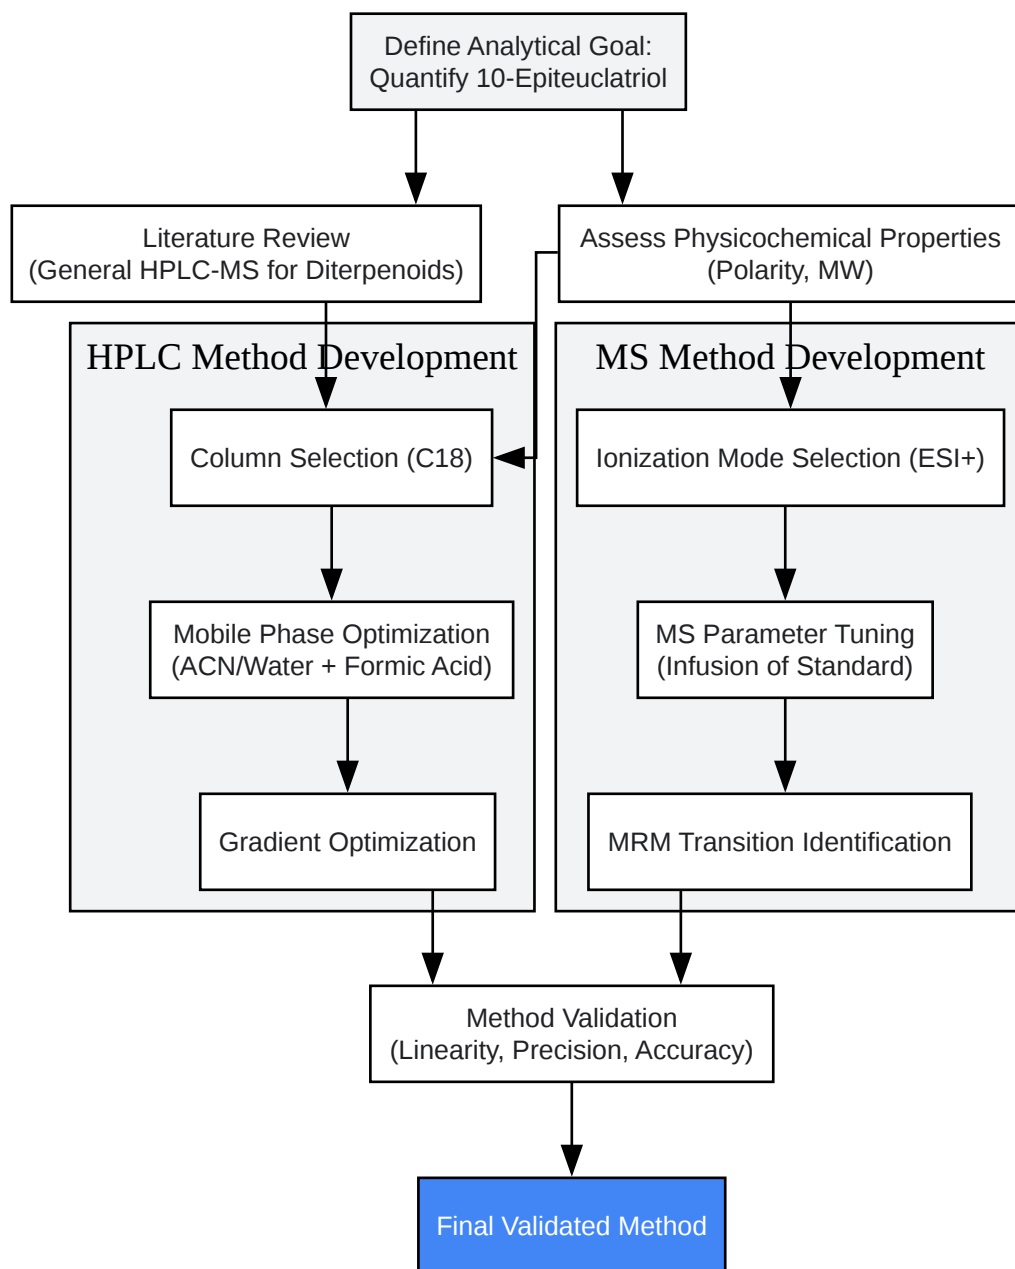 Define Analytical Goal:
Quantify 10-Epiteuclatriol
Literature Review
(General HPLC-MS for Diterpenoids)
Assess Physicochemical Properties
(Polarity, MW)
HPLC Method Development
MS Method Development
Column Selection (C18)
Ionization Mode Selection (ESI+)
Mobile Phase Optimization
(ACN/Water + Formic Acid)
MS Parameter Tuning
(Infusion of Standard)
Gradient Optimization
MRM Transition Identification
Method Validation
(Linearity, Precision, Accuracy)
Final Validated Method